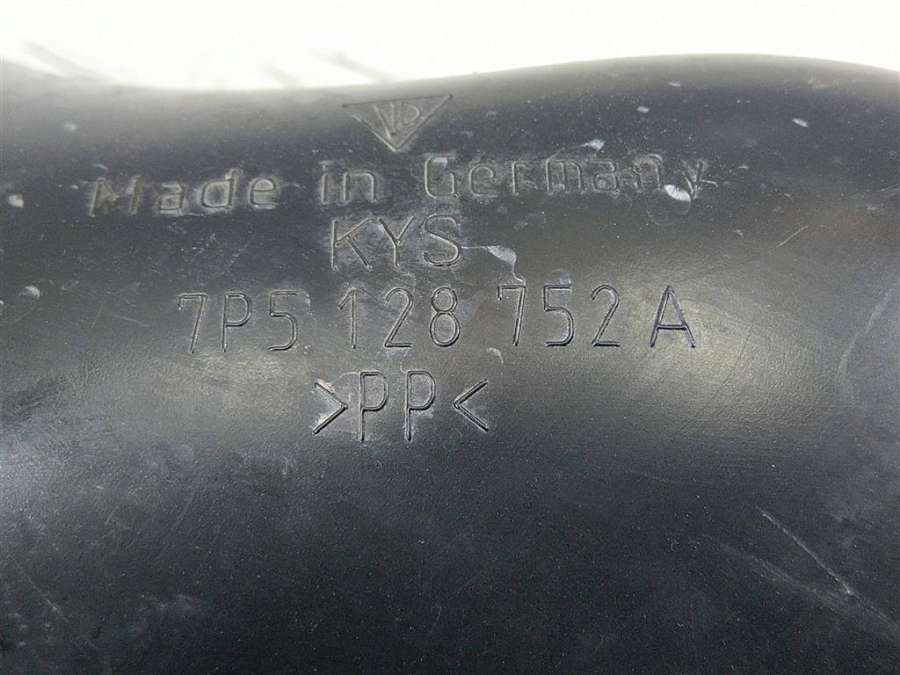 Made in Germany
KYS
7P5 128 752 A
>PP<